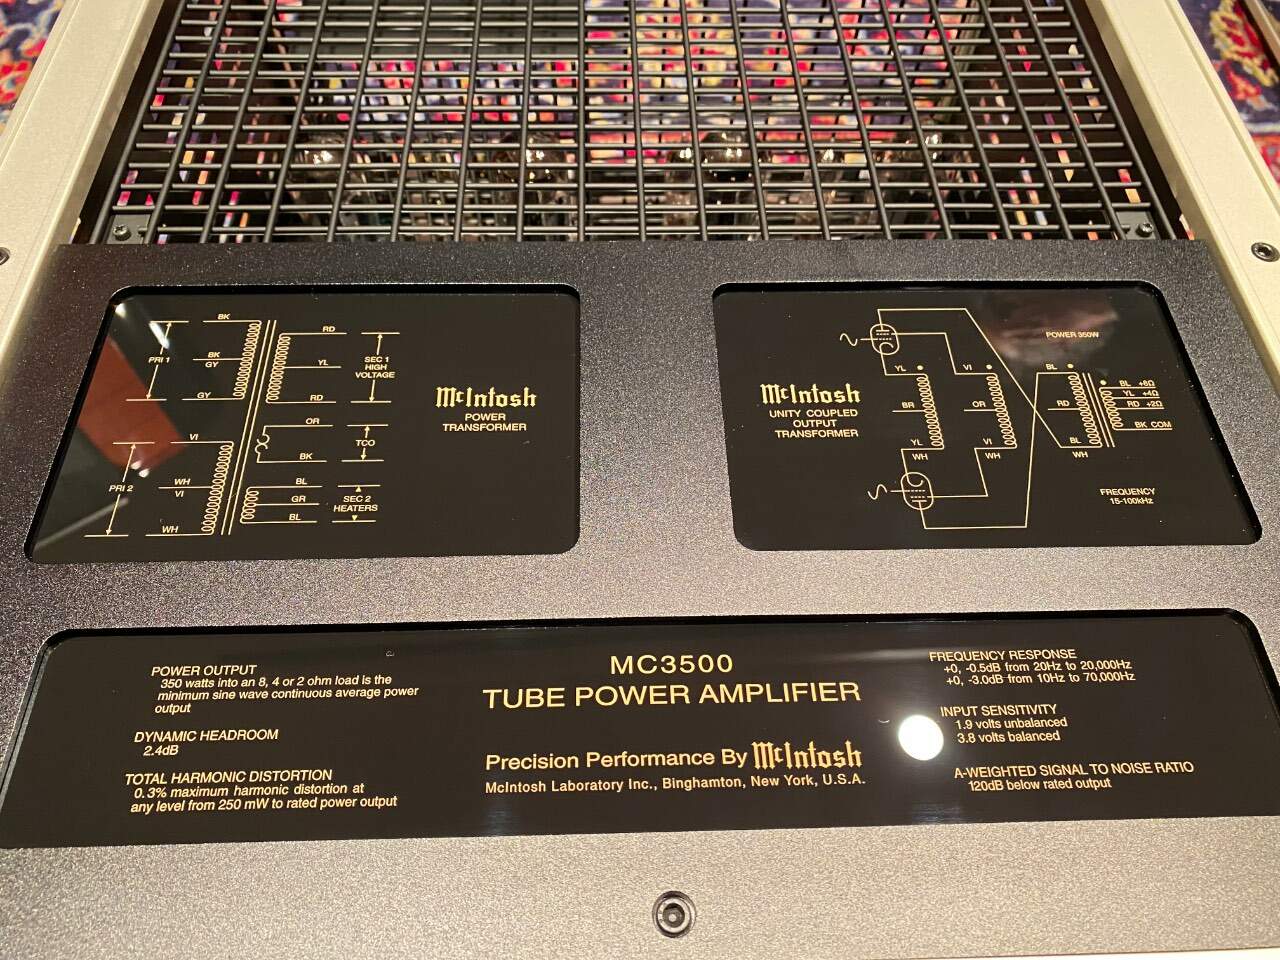 BK
PRI 1
BK
GY
GY
VI
PRI 2
WH
VI
WH
RD
YL
RD
SEC 1
HIGH
VOLTAGE
OR
BK
TCO
BL
GR
BL
SEC 2
HEATERS
McIntosh
POWER
TRANSFORMER
McIntosh
UNITY COUPLED
OUTPUT
TRANSFORMER
YL
BR
YL
WH
VI
OR
VI
WH
BL
RD
BL
WH
POWER 350W
BL +8Ω
YL +4Ω
RD +2Ω
BK COM
FREQUENCY
15-100kHz
POWER OUTPUT
350 watts into an 8, 4 or 2 ohm load is the
minimum sine wave continuous average power
output
DYNAMIC HEADROOM
2.4dB
TOTAL HARMONIC DISTORTION
0.3% maximum harmonic distortion at
any level from 250 mW to rated power output
MC3500
TUBE POWER AMPLIFIER
Precision Performance By McIntosh
McIntosh Laboratory Inc., Binghamton, New York, U.S.A.
FREQUENCY RESPONSE
+0, -0.5dB from 20Hz to 20,000Hz
+0, -3.0dB from 10Hz to 70,000Hz
INPUT SENSITIVITY
1.9 volts unbalanced
3.8 volts balanced
A-WEIGHTED SIGNAL TO NOISE RATIO
120dB below rated output